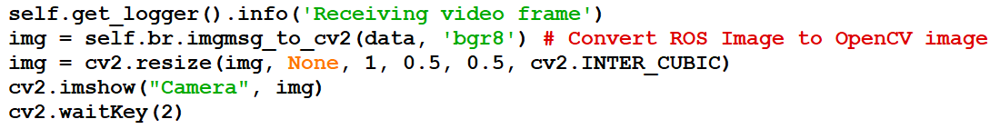 self.get_logger().info('Receiving video frame')
img = self.br.imgmsg_to_cv2(data, 'bgr8') # Convert ROS Image to OpenCV image
img = cv2.resize(img, None, 1, 0.5, 0.5, cv2.INTER_CUBIC)
cv2.imshow("Camera", img)
cv2.waitKey(2)